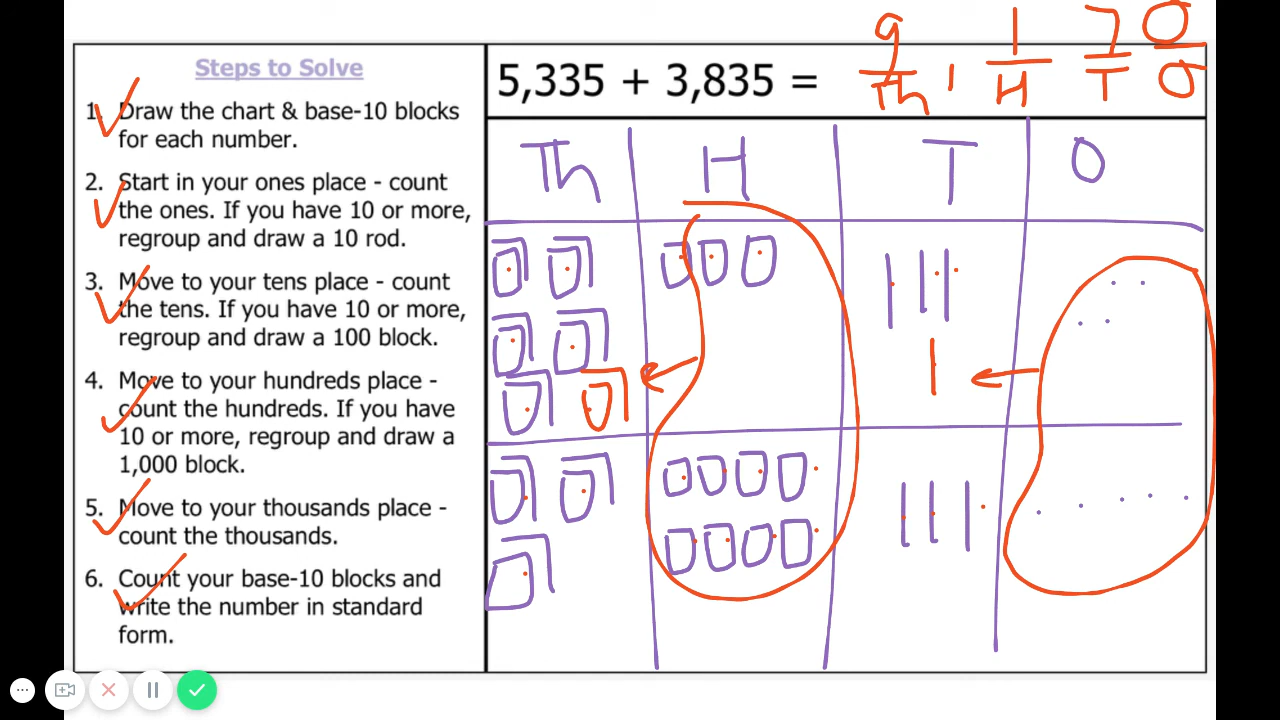 Steps to Solve
1. Draw the chart & base-10 blocks
for each number.
2. Start in your ones place - count
the ones. If you have 10 or more,
regroup and draw a 10 rod.
3. Move to your tens place - count
the tens. If you have 10 or more,
regroup and draw a 100 block.
4. Move to your hundreds place -
count the hundreds. If you have
10 or more, regroup and draw a
1,000 block.
5. Move to your thousands place -
count the thousands.
6. Count your base-10 blocks and
write the number in standard
form.
9 1 7 0
5,335 + 3,835 = Th , H T O
Th H T O